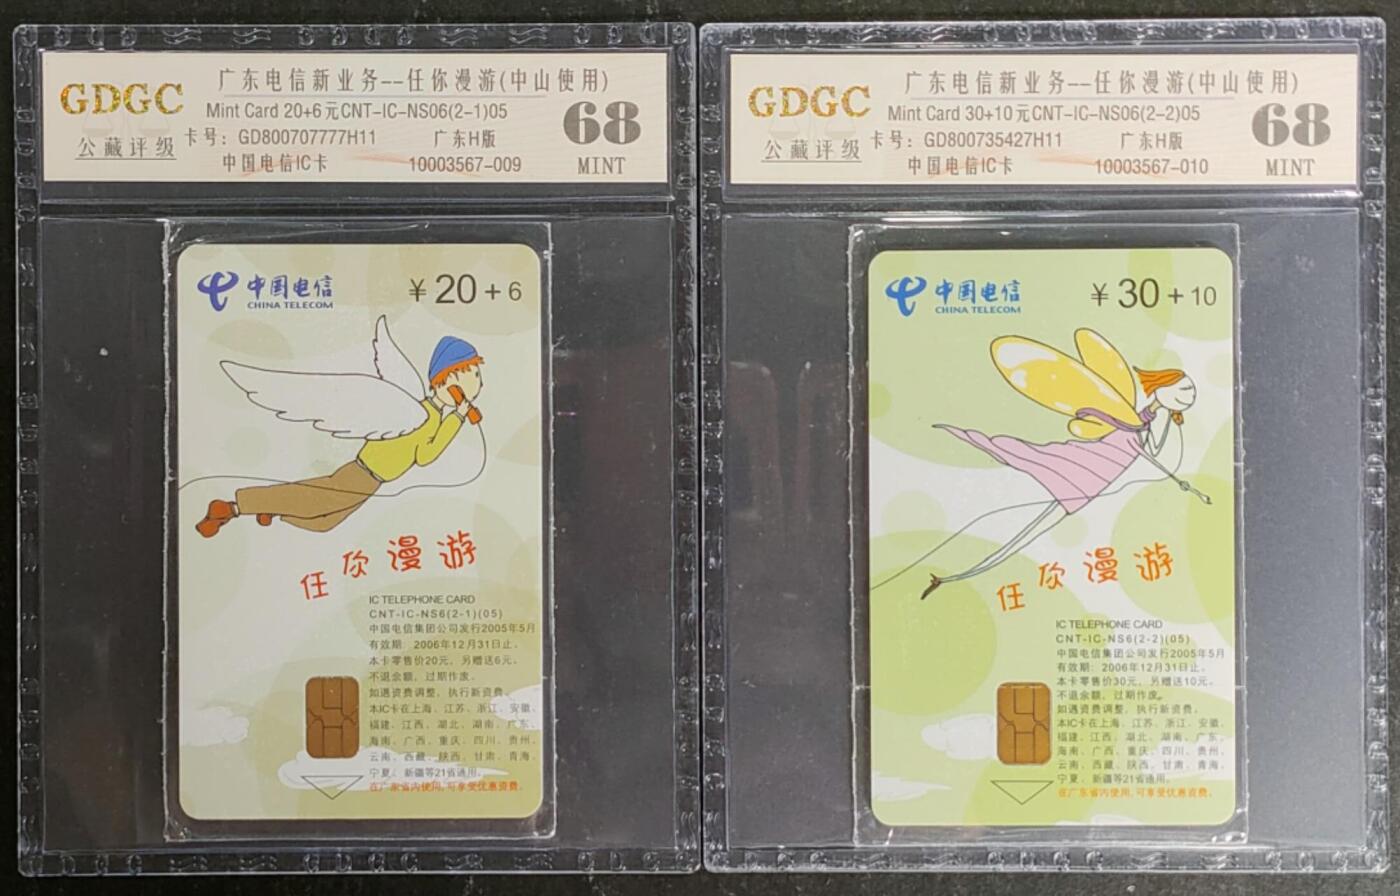 GDGC
公藏评级
广东电信新业务--任你漫游(中山使用)
Mint Card 20+6元CNT-IC-NS06(2-1)05
卡号：GD800707777H11 广东H版
中国电信IC卡 10003567-009
68
MINT
中国电信
CHINA TELECOM
¥20+6
任你漫游
IC TELEPHONE CARD
CNT-IC-NS6(2-1)(05)
中国电信集团公司发行2005年5月
有效期：2006年12月31日止。
本卡零售价20元，另赠送6元。
不退余额，过期作废。
如遇资费调整，执行新资费。
本IC卡在上海、江苏、浙江、安徽、
福建、江西、湖北、湖南、广东、
海南、广西、重庆、四川、贵州、
云南、西藏、陕西、甘肃、青海、
宁夏、新疆等21省通用。
在广东省内使用,可享受优惠资费。
GDGC
公藏评级
广东电信新业务--任你漫游(中山使用)
Mint Card 30+10元CNT-IC-NS06(2-2)05
卡号：GD800735427H11 广东H版
中国电信IC卡 10003567-010
68
MINT
中国电信
CHINA TELECOM
¥30+10
任你漫游
IC TELEPHONE CARD
CNT-IC-NS6(2-2)(05)
中国电信集团公司发行2005年5月
有效期：2006年12月31日止。
本卡零售价30元，另赠送10元。
不退余额，过期作废。
如遇资费调整，执行新资费。
本IC卡在上海、江苏、浙江、安徽、
福建、江西、湖北、湖南、广东、
海南、广西、重庆、四川、贵州、
云南、西藏、陕西、甘肃、青海、
宁夏、新疆等21省通用。
在广东省内使用,可享受优惠资费。